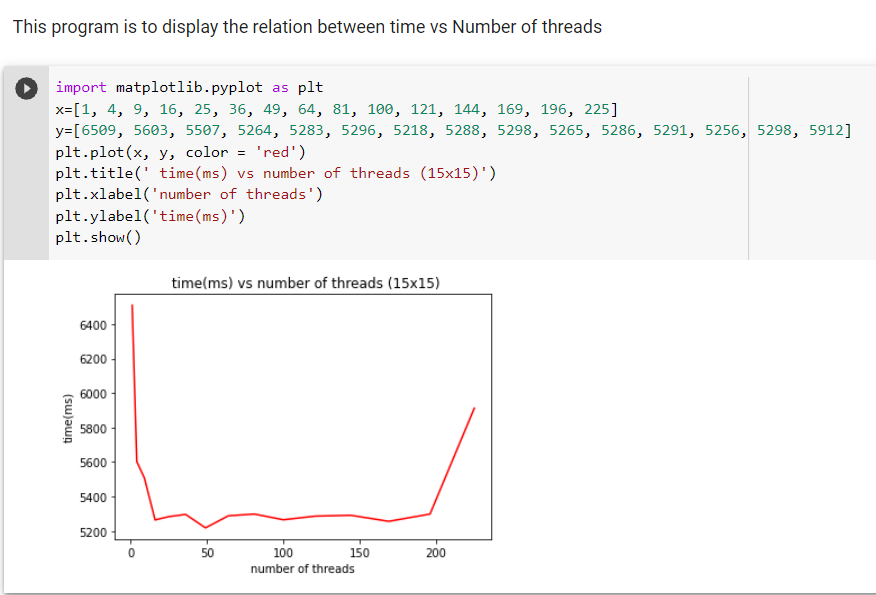 This program is to display the relation between time vs Number of threads
import matplotlib.pyplot as plt
x=[1, 4, 9, 16, 25, 36, 49, 64, 81, 100, 121, 144, 169, 196, 225]
y=[6509, 5603, 5507, 5264, 5283, 5296, 5218, 5288, 5298, 5265, 5286, 5291, 5256, 5298, 5912]
plt.plot(x, y, color = 'red')
plt.title(' time(ms) vs number of threads (15x15)')
plt.xlabel('number of threads')
plt.ylabel('time(ms)')
plt.show()
time(ms) vs number of threads (15x15)
6400
6200
6000
5800
5600
5400
5200
time(ms)
0 50 100 150 200
number of threads